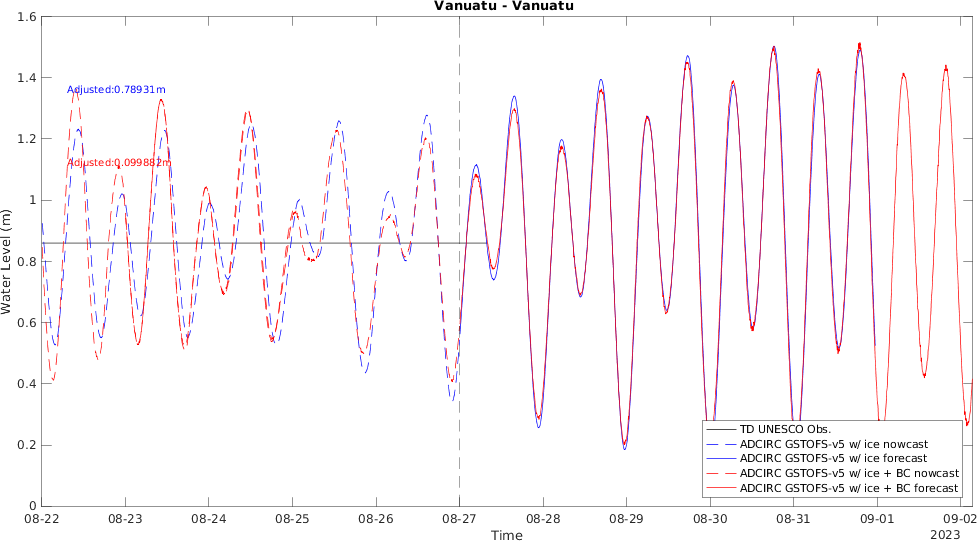 Vanuatu - Vanuatu
Water Level (m)
1.6
1.4
1.2
1
0.8
0.6
0.4
0.2
0
Adjusted:0.78931m
Adjusted:0.099882m
TD UNESCO Obs.
ADCIRC GSTOFS-v5 w/ ice nowcast
ADCIRC GSTOFS-v5 w/ ice forecast
ADCIRC GSTOFS-v5 w/ ice + BC nowcast
ADCIRC GSTOFS-v5 w/ ice + BC forecast
08-22 08-23 08-24 08-25 08-26 08-27 08-28 08-29 08-30 08-31 09-01 09-02
Time
2023